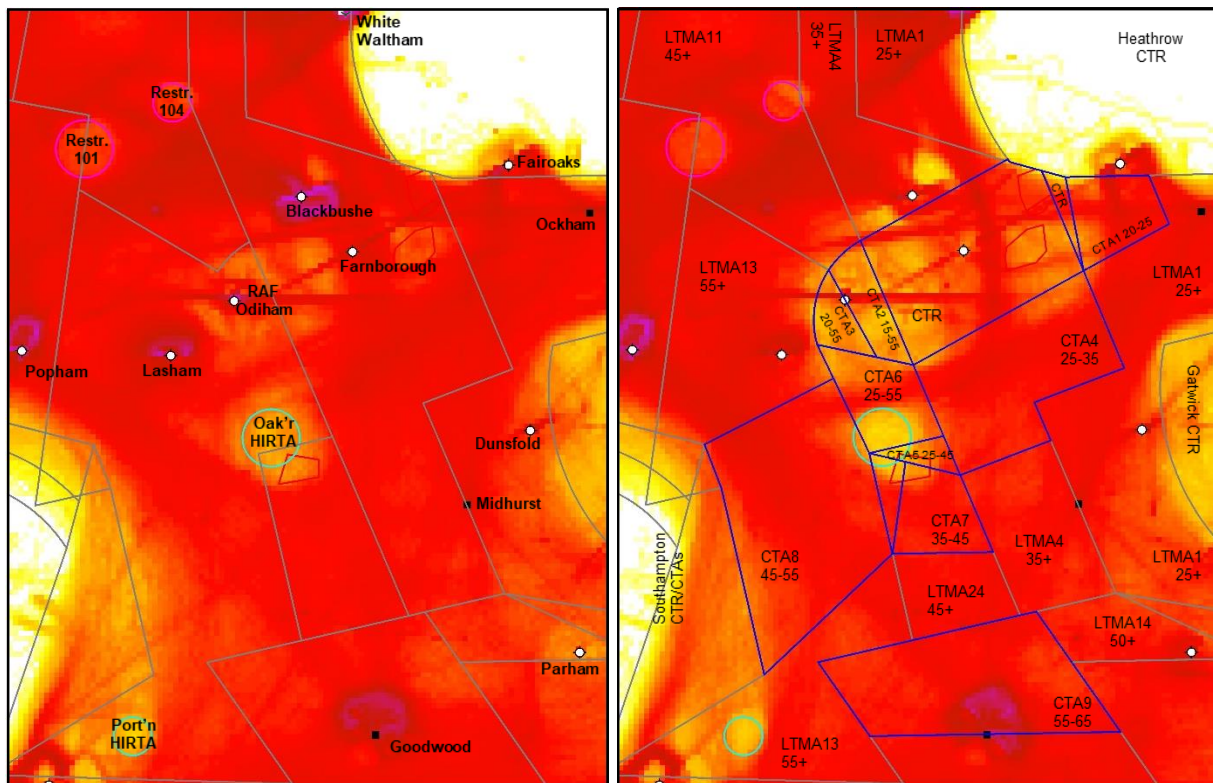 White
Waltham
Restr.
104
Restr.
101
Fairoaks
Blackbushe
Ockham
Farnborough
RAF
Odiham
Popham
Lasham
Oak'r
HIRTA
Dunsfold
Midhurst
Parham
Port'n
HIRTA
Goodwood
LTMA11
45+
LTMA4
35+
LTMA1
25+
Heathrow
CTR
CTR
CTA1 20-25
LTMA13
55+
LTMA1
25+
CTA2 15-55
CTA3
20-55
CTR
CTA4
25-35
CTA6
25-55
Gatwick CTR
CTA5 25-45
CTA7
35-45
LTMA4
35+
CTA8
45-55
LTMA1
25+
Southampton
CTR/CTAs
LTMA24
45+
LTMA14
50+
CTA9
55-65
LTMA13
55+